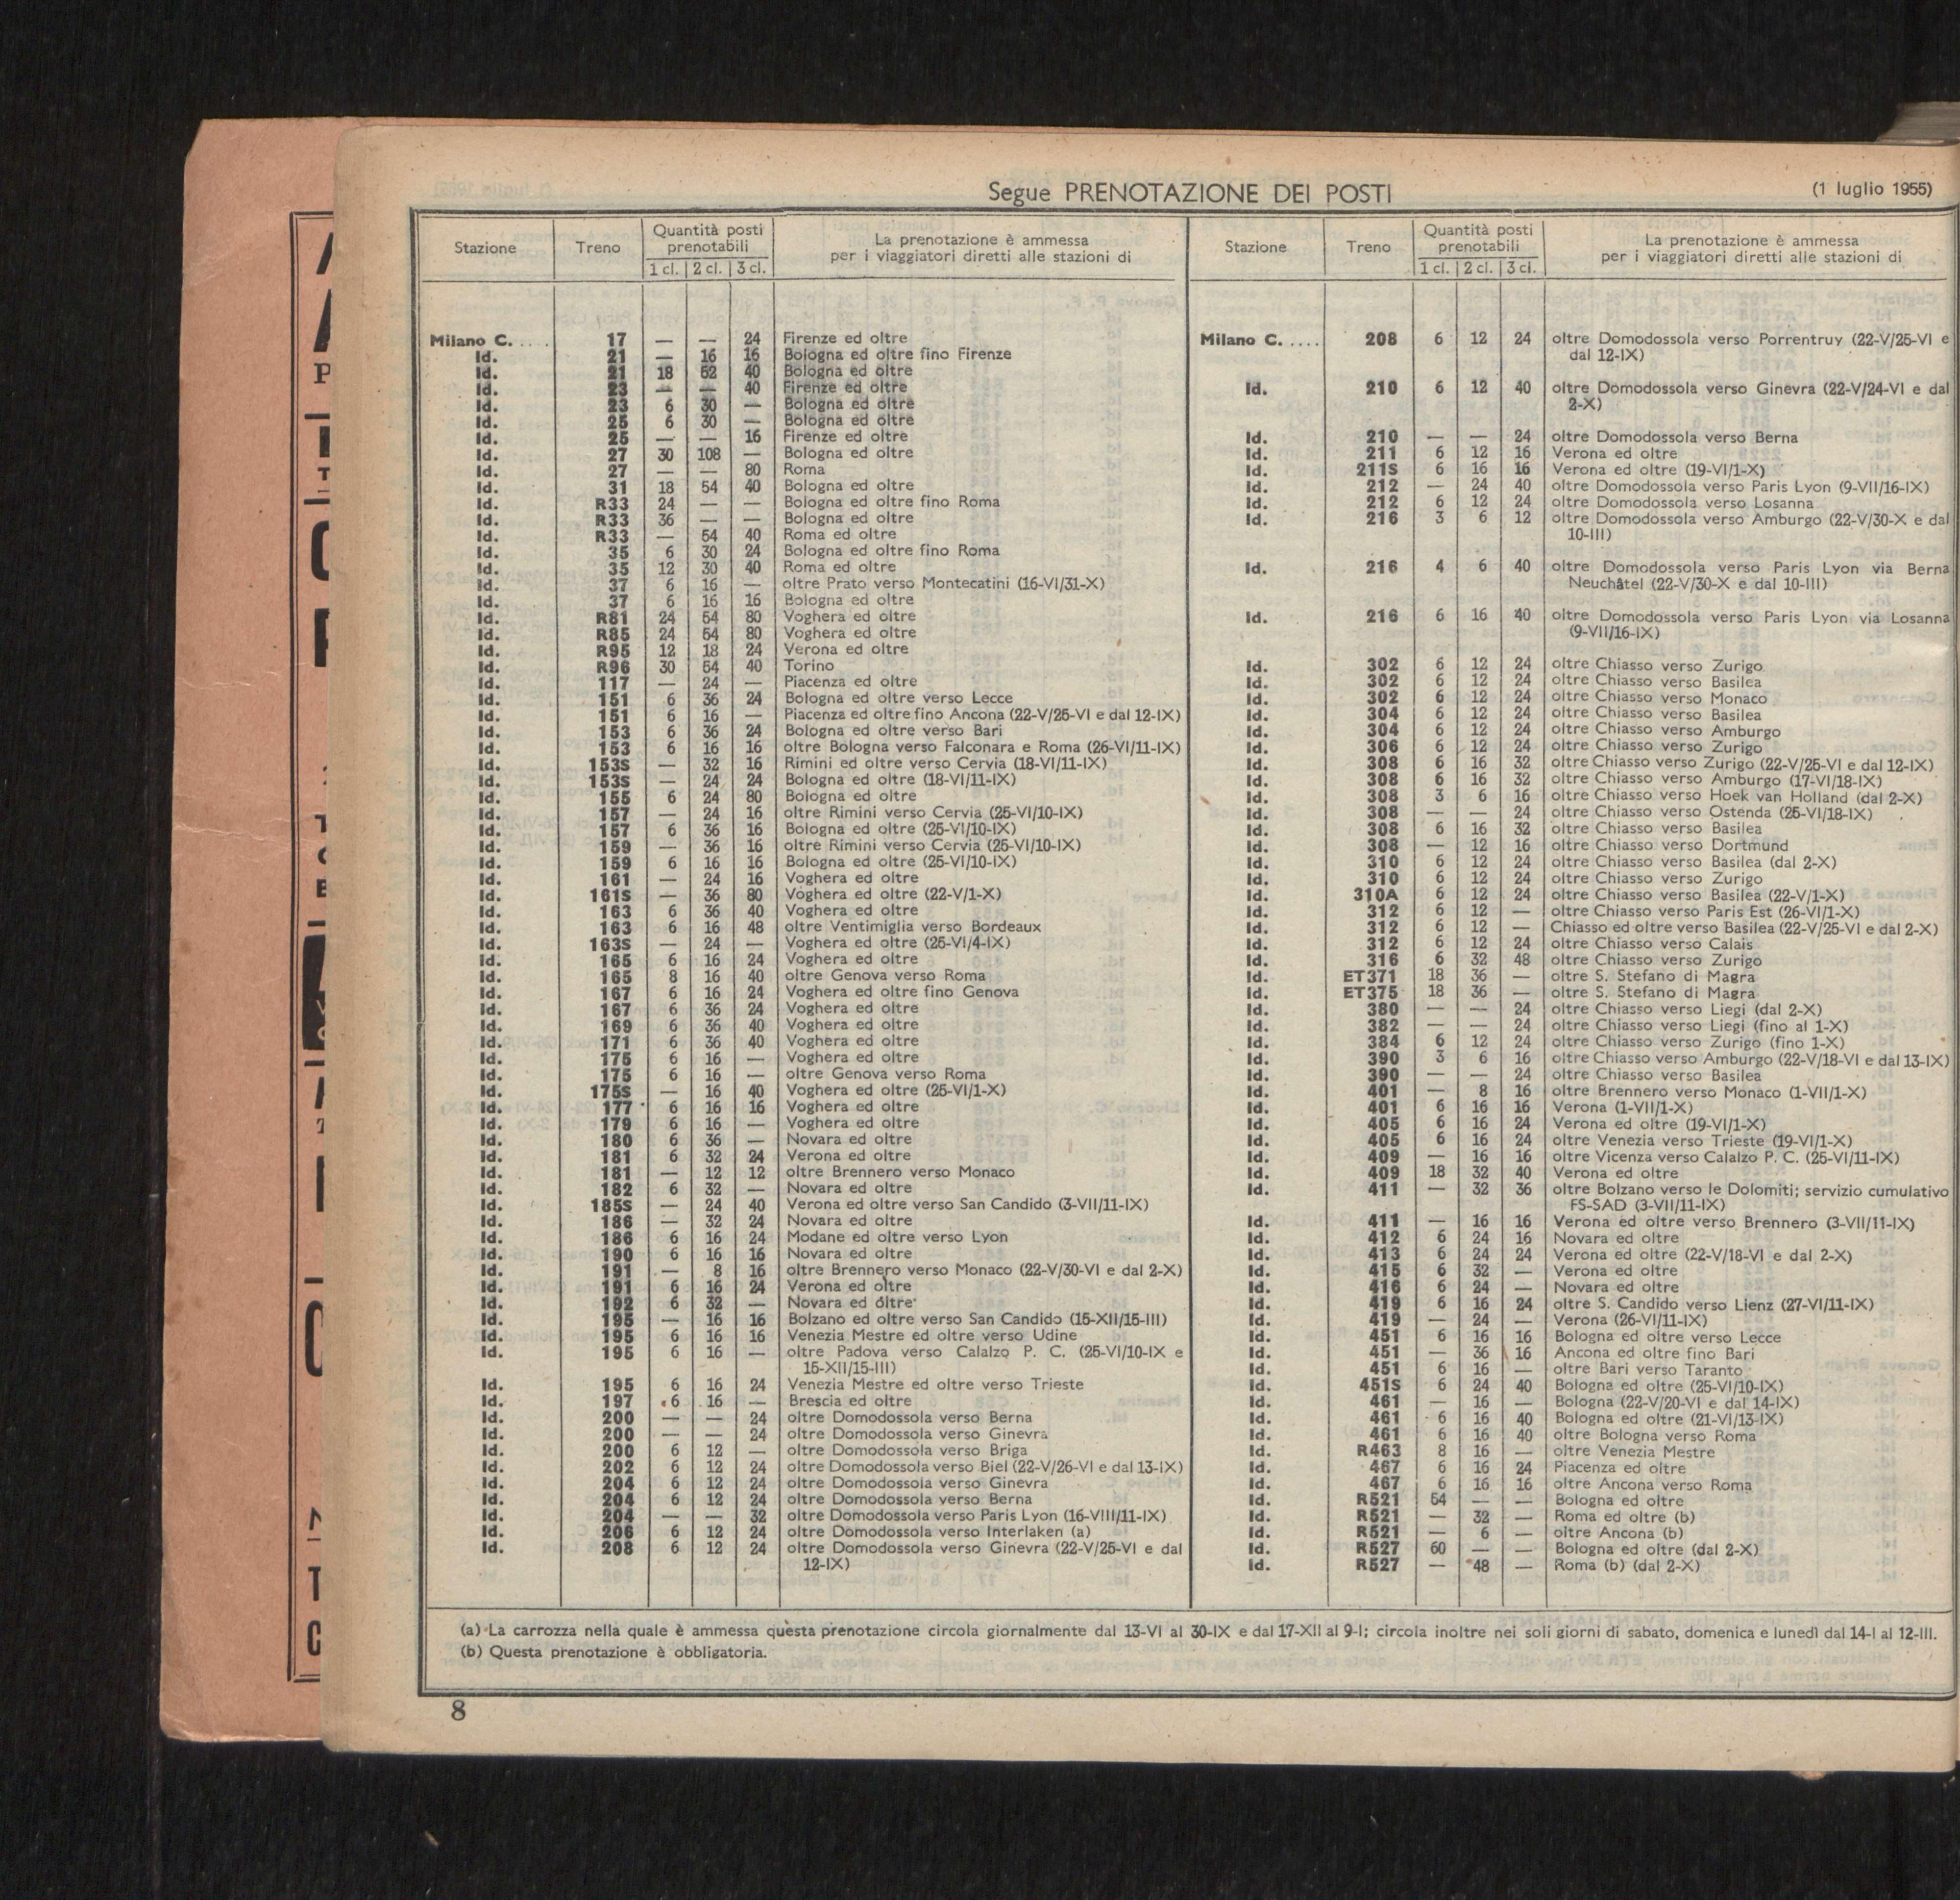 Segue PRENOTAZIONE DEI POSTI
(1 luglio 1955)
Stazione Treno Quantità posti prenotabili 1 cl. 2 cl. 3 cl. La prenotazione è ammessa per i viaggiatori diretti alle stazioni di
Milano C. .... 17 — — 24 Firenze ed oltre
Id. 21 — 16 16 Bologna ed oltre fino Firenze
Id. 21 18 52 40 Bologna ed oltre
Id. 23 — — 40 Firenze ed oltre
Id. 23 6 30 — Bologna ed oltre
Id. 25 6 30 — Bologna ed oltre
Id. 25 — — 16 Firenze ed oltre
Id. 27 30 108 — Bologna ed oltre
Id. 27 — — 80 Roma
Id. 31 18 54 40 Bologna ed oltre
Id. R33 24 — — Bologna ed oltre fino Roma
Id. R33 36 — — Bologna ed oltre
Id. R33 — 54 40 Roma ed oltre
Id. 35 6 30 24 Bologna ed oltre fino Roma
Id. 35 12 30 40 Roma ed oltre
Id. 37 6 16 — oltre Prato verso Montecatini (16-VI/31-X)
Id. 37 6 16 16 Bologna ed oltre
Id. R81 24 54 80 Voghera ed oltre
Id. R85 24 54 80 Voghera ed oltre
Id. R95 12 18 24 Verona ed oltre
Id. R96 30 54 40 Torino
Id. 117 — 24 — Piacenza ed oltre
Id. 151 6 36 24 Bologna ed oltre verso Lecce
Id. 151 6 16 — Piacenza ed oltre fino Ancona (22-V/25-VI e dal 12-IX)
Id. 153 6 36 24 Bologna ed oltre verso Bari
Id. 153 6 16 16 oltre Bologna verso Falconara e Roma (26-VI/11-IX)
Id. 153S — 32 16 Rimini ed oltre verso Cervia (18-VI/11-IX)
Id. 153S — 24 24 Bologna ed oltre (18-VI/11-IX)
Id. 155 6 24 80 Bologna ed oltre
Id. 157 — 24 16 oltre Rimini verso Cervia (25-VI/10-IX)
Id. 157 6 36 16 Bologna ed oltre (25-VI/10-IX)
Id. 159 — 36 16 oltre Rimini verso Cervia (25-VI/10-IX)
Id. 159 6 16 16 Bologna ed oltre (25-VI/10-IX)
Id. 161 — 24 16 Voghera ed oltre
Id. 161S — 36 80 Voghera ed oltre (22-V/1-X)
Id. 163 6 36 40 Voghera ed oltre
Id. 163 6 16 48 oltre Ventimiglia verso Bordeaux
Id. 163S — 24 — Voghera ed oltre (25-VI/4-IX)
Id. 165 6 16 24 Voghera ed oltre
Id. 165 8 16 40 oltre Genova verso Roma
Id. 167 6 16 24 Voghera ed oltre fino Genova
Id. 167 6 36 24 Voghera ed oltre
Id. 169 6 36 40 Voghera ed oltre
Id. 171 6 36 40 Voghera ed oltre
Id. 175 6 16 — Voghera ed oltre
Id. 175 6 16 — oltre Genova verso Roma
Id. 175S — 16 40 Voghera ed oltre (25-VI/1-X)
Id. 177 6 16 16 Voghera ed oltre
Id. 179 6 16 — Voghera ed oltre
Id. 180 6 36 — Novara ed oltre
Id. 181 6 32 24 Verona ed oltre
Id. 181 — 12 12 oltre Brennero verso Monaco
Id. 182 6 32 — Novara ed oltre
Id. 185S — 24 40 Verona ed oltre verso San Candido (3-VII/11-IX)
Id. 186 — 32 24 Novara ed oltre
Id. 186 6 16 24 Modane ed oltre verso Lyon
Id. 190 6 16 16 Novara ed oltre
Id. 191 — 8 16 oltre Brennero verso Monaco (22-V/30-VI e dal 2-X)
Id. 191 6 16 24 Verona ed oltre
Id. 192 6 32 — Novara ed oltre
Id. 195 — 16 16 Bolzano ed oltre verso San Candido (15-XII/15-III)
Id. 195 6 16 16 Venezia Mestre ed oltre verso Udine
Id. 195 6 16 — oltre Padova verso Calalzo P. C. (25-VI/10-IX e
15-XII/15-III)
Id. 195 6 16 24 Venezia Mestre ed oltre verso Trieste
Id. 197 6 16 — Brescia ed oltre
Id. 200 — — 24 oltre Domodossola verso Berna
Id. 200 — — 24 oltre Domodossola verso Ginevra
Id. 200 6 12 — oltre Domodossola verso Briga
Id. 202 6 12 24 oltre Domodossola verso Biel (22-V/26-VI e dal 13-IX)
Id. 204 6 12 24 oltre Domodossola verso Ginevra
Id. 204 6 12 24 oltre Domodossola verso Berna
Id. 204 — — 32 oltre Domodossola verso Paris Lyon (16-VIII/11-IX)
Id. 206 6 12 24 oltre Domodossola verso Interlaken (a)
Id. 208 6 12 24 oltre Domodossola verso Ginevra (22-V/25-VI e dal
12-IX)
Stazione Treno Quantità posti prenotabili 1 cl. 2 cl. 3 cl. La prenotazione è ammessa per i viaggiatori diretti alle stazioni di
Milano C. .... 208 6 12 24 oltre Domodossola verso Porrentruy (22-V/25-VI e
dal 12-IX)
Id. 210 6 12 40 oltre Domodossola verso Ginevra (22-V/24-VI e dal
2-X)
Id. 210 — — 24 oltre Domodossola verso Berna
Id. 211 6 12 16 Verona ed oltre
Id. 211S 6 16 16 Verona ed oltre (19-VI/1-X)
Id. 212 — 24 40 oltre Domodossola verso Paris Lyon (9-VII/16-IX)
Id. 212 6 12 24 oltre Domodossola verso Losanna
Id. 216 3 6 12 oltre Domodossola verso Amburgo (22-V/30-X e dal
10-III)
Id. 216 4 6 40 oltre Domodossola verso Paris Lyon via Berna
Neuchâtel (22-V/30-X e dal 10-III)
Id. 216 6 16 40 oltre Domodossola verso Paris Lyon via Losanna
(9-VII/16-IX)
Id. 302 6 12 24 oltre Chiasso verso Zurigo
Id. 302 6 12 24 oltre Chiasso verso Basilea
Id. 302 6 12 24 oltre Chiasso verso Monaco
Id. 304 6 12 24 oltre Chiasso verso Basilea
Id. 304 6 12 24 oltre Chiasso verso Amburgo
Id. 306 6 12 24 oltre Chiasso verso Zurigo
Id. 308 6 16 32 oltre Chiasso verso Zurigo (22-V/25-VI e dal 12-IX)
Id. 308 6 16 32 oltre Chiasso verso Amburgo (17-VI/18-IX)
Id. 308 3 6 16 oltre Chiasso verso Hoek van Holland (dal 2-X)
Id. 308 — — 24 oltre Chiasso verso Ostenda (25-VI/18-IX)
Id. 308 6 16 32 oltre Chiasso verso Basilea
Id. 308 — 12 16 oltre Chiasso verso Dortmund
Id. 310 6 12 24 oltre Chiasso verso Basilea (dal 2-X)
Id. 310 6 12 24 oltre Chiasso verso Zurigo
Id. 310A 6 12 24 oltre Chiasso verso Basilea (22-V/1-X)
Id. 312 6 12 — oltre Chiasso verso Paris Est (26-VI/1-X)
Id. 312 6 12 — Chiasso ed oltre verso Basilea (22-V/25-VI e dal 2-X)
Id. 312 6 12 24 oltre Chiasso verso Calais
Id. 316 6 32 48 oltre Chiasso verso Zurigo
Id. ET371 18 36 — oltre S. Stefano di Magra
Id. ET375 18 36 — oltre S. Stefano di Magra
Id. 380 — — 24 oltre Chiasso verso Liegi (dal 2-X)
Id. 382 — — 24 oltre Chiasso verso Liegi (fino al 1-X)
Id. 384 6 12 24 oltre Chiasso verso Zurigo (fino 1-X)
Id. 390 3 6 16 oltre Chiasso verso Amburgo (22-V/18-VI e dal 13-IX)
Id. 390 — — 24 oltre Chiasso verso Basilea
Id. 401 — 8 16 oltre Brennero verso Monaco (1-VII/1-X)
Id. 401 6 16 16 Verona (1-VII/1-X)
Id. 405 6 16 24 Verona ed oltre (19-VI/1-X)
Id. 405 6 16 24 oltre Venezia verso Trieste (19-VI/1-X)
Id. 409 — 16 16 oltre Vicenza verso Calalzo P. C. (25-VI/11-IX)
Id. 409 18 32 40 Verona ed oltre
Id. 411 — 32 36 oltre Bolzano verso le Dolomiti; servizio cumulativo
FS-SAD (3-VII/11-IX)
Id. 411 — 16 16 Verona ed oltre verso Brennero (3-VII/11-IX)
Id. 412 6 24 16 Novara ed oltre
Id. 413 6 24 24 Verona ed oltre (22-V/18-VI e dal 2-X)
Id. 415 6 32 — Verona ed oltre
Id. 416 6 24 — Novara ed oltre
Id. 419 6 16 24 oltre S. Candido verso Lienz (27-VI/11-IX)
Id. 419 — 24 — Verona (26-VI/11-IX)
Id. 451 6 16 16 Bologna ed oltre verso Lecce
Id. 451 — 36 16 Ancona ed oltre fino Bari
Id. 451 6 16 — oltre Bari verso Taranto
Id. 451S 6 24 40 Bologna ed oltre (25-VI/10-IX)
Id. 461 — 16 — Bologna (22-V/20-VI e dal 14-IX)
Id. 461 6 16 40 Bologna ed oltre (21-VI/13-IX)
Id. 461 6 16 40 oltre Bologna verso Roma
Id. R463 8 16 — oltre Venezia Mestre
Id. 467 6 16 24 Piacenza ed oltre
Id. 467 6 16 16 oltre Ancona verso Roma
Id. R521 54 — — Bologna ed oltre
Id. R521 — 32 — Roma ed oltre (b)
Id. R521 — 6 — oltre Ancona (b)
Id. R527 60 — — Bologna ed oltre (dal 2-X)
Id. R527 — 48 — Roma (b) (dal 2-X)
(a) La carrozza nella quale è ammessa questa prenotazione circola giornalmente dal 13-VI al 30-IX e dal 17-XII al 9-I; circola inoltre nei soli giorni di sabato, domenica e lunedì dal 14-I al 12-III.
(b) Questa prenotazione è obbligatoria.
8